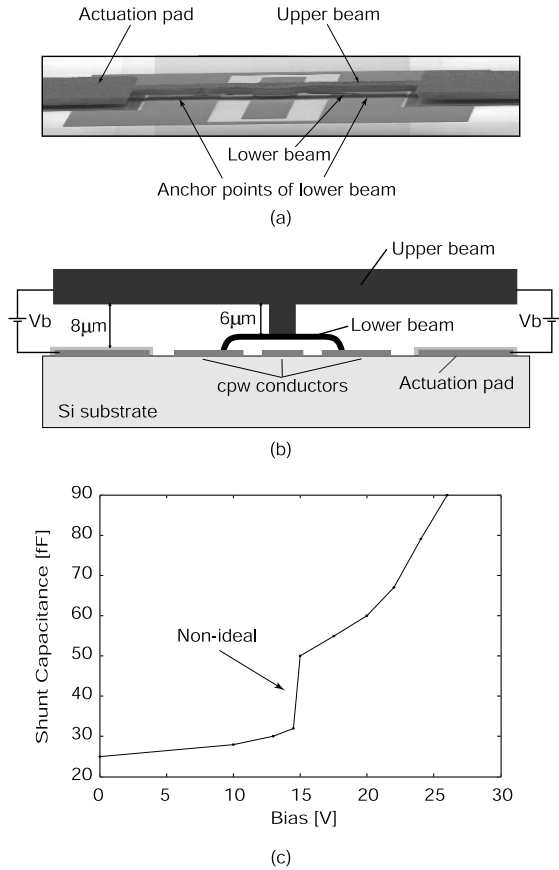 Actuation pad
Upper beam
Lower beam
Anchor points of lower beam
(a)
Upper beam
Vb
8μm
6μm
Lower beam
Vb
cpw conductors
Actuation pad
Si substrate
(b)
90
80
70
60
50
40
30
20
Shunt Capacitance [fF]
Non-ideal
0
5
10
15
20
25
30
Bias [V]
(c)